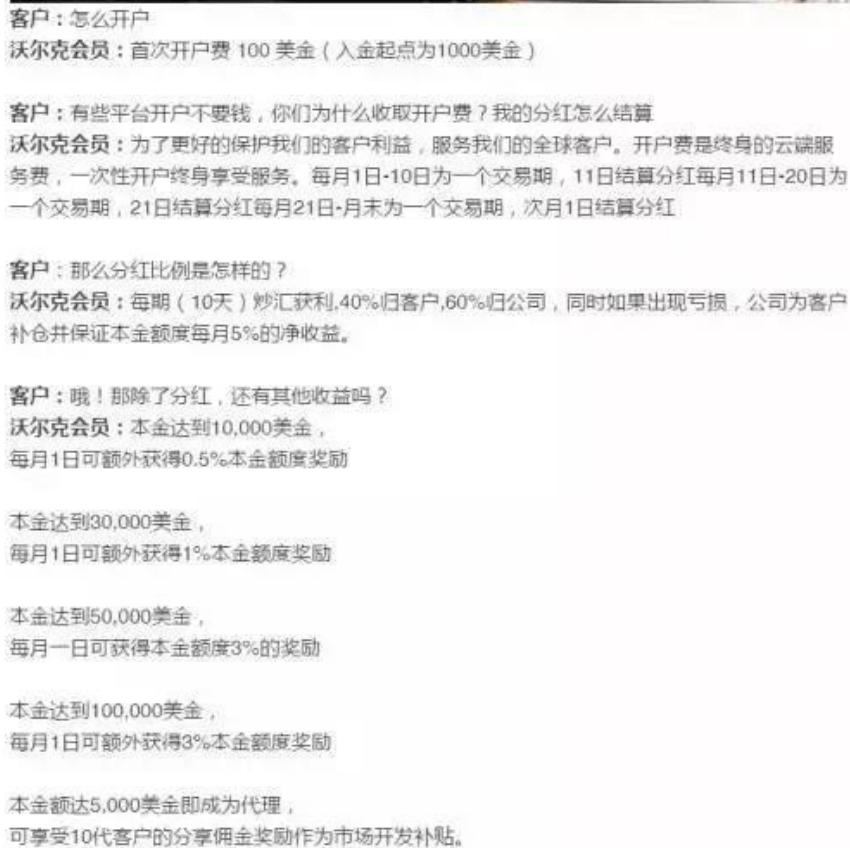 客户：怎么开户
沃尔克会员：首次开户费 100 美金（入金起点为1000美金）
客户：有些平台开户不要钱，你们为什么收取开户费？我的分红怎么结算
沃尔克会员：为了更好的保护我们的客户利益，服务我们的全球客户。开户费是终身的云端服
务费，一次性开户终身享受服务。每月1日-10日为一个交易期，11日结算分红每月11日-20日为
一个交易期，21日结算分红每月21日-月末为一个交易期，次月1日结算分红
客户：那么分红比例是怎样的？
沃尔克会员：每期（10天）炒汇获利,40%归客户,60%归公司，同时如果出现亏损，公司为客户
补仓并保证本金额度每月5%的净收益。
客户：哦！那除了分红，还有其他收益吗？
沃尔克会员：本金达到10,000美金，
每月1日可额外获得0.5%本金额度奖励
本金达到30,000美金，
每月1日可额外获得1%本金额度奖励
本金达到50,000美金，
每月一日可获得本金额度3%的奖励
本金达到100,000美金，
每月1日可额外获得3%本金额度奖励
本金额达5,000美金即成为代理，
可享受10代客户的分享佣金奖励作为市场开发补贴。